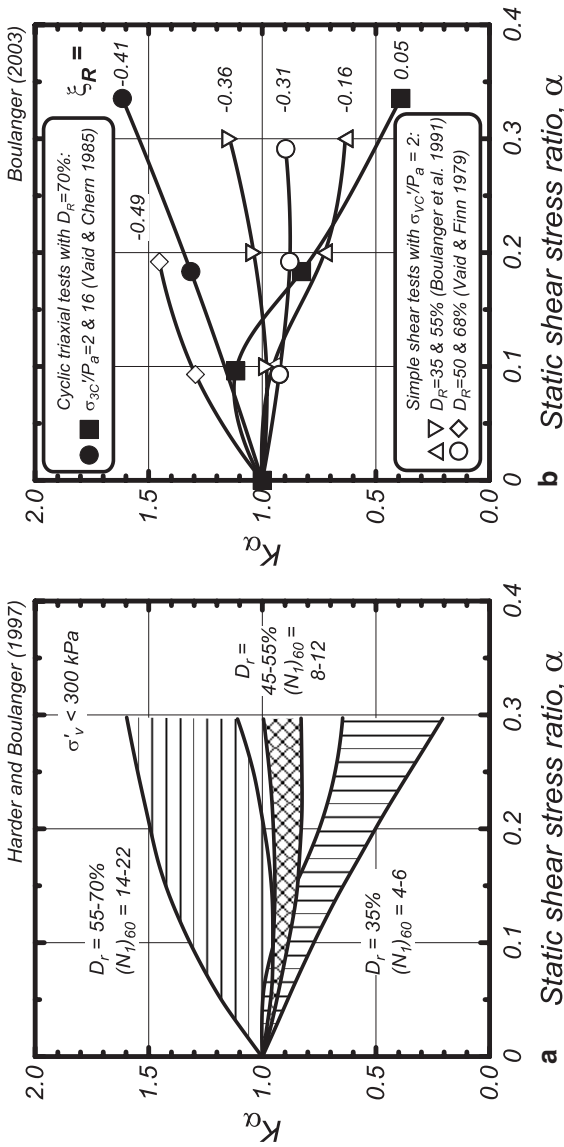 Harder and Boulanger (1997)
2.0
1.5
1.0
0.5
0.0
Kα
σ'v < 300 kPa
Dr = 55-70%
(N1)60 = 14-22
Dr =
45-55%
(N1)60 =
8-12
Dr = 35%
(N1)60 = 4-6
0 0.1 0.2 0.3 0.4
a Static shear stress ratio, α
Boulanger (2003)
2.0
1.5
1.0
0.5
0.0
Kα
Cyclic triaxial tests with DR=70%:
σ3C'/Pa=2 & 16 (Vaid & Chern 1985)
ξR =
-0.41
-0.49
-0.36
-0.31
-0.16
0.05
Simple shear tests with σVC'/Pa = 2:
DR=35 & 55% (Boulanger et al. 1991)
DR=50 & 68% (Vaid & Finn 1979)
0 0.1 0.2 0.3 0.4
b Static shear stress ratio, α